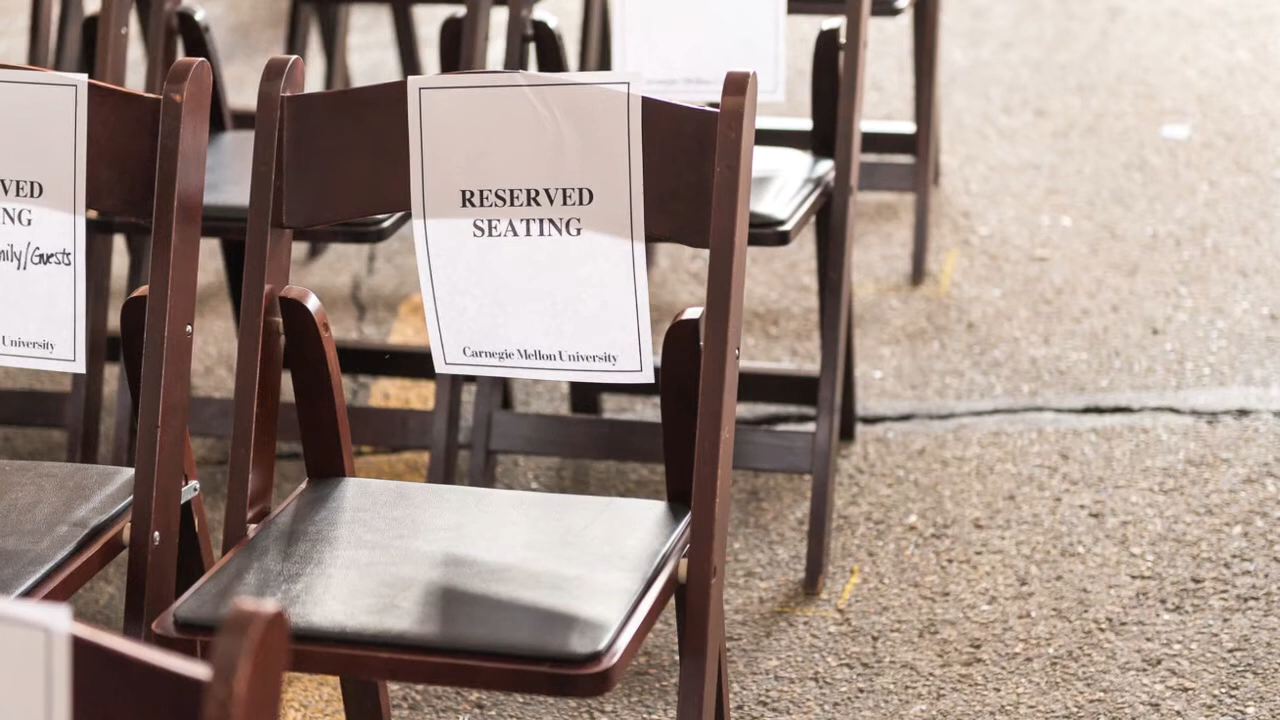 VED
NG
mily/Guests
University
RESERVED
SEATING
Carnegie Mellon University